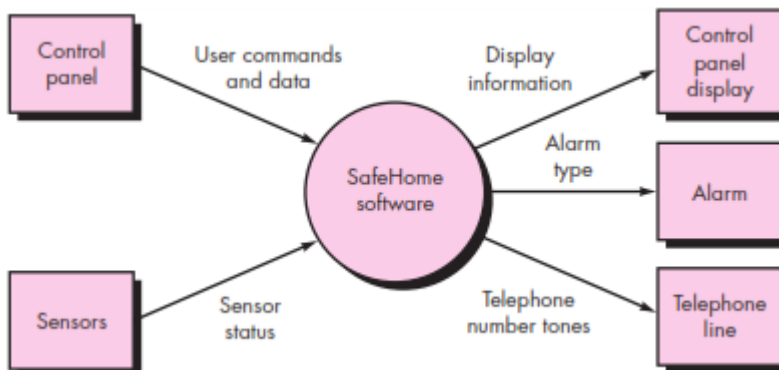 Control
panel
User commands
and data
Display
information
Control
panel
display
SafeHome
software
Alarm
type
Alarm
Sensors
Sensor
status
Telephone
number tones
Telephone
line